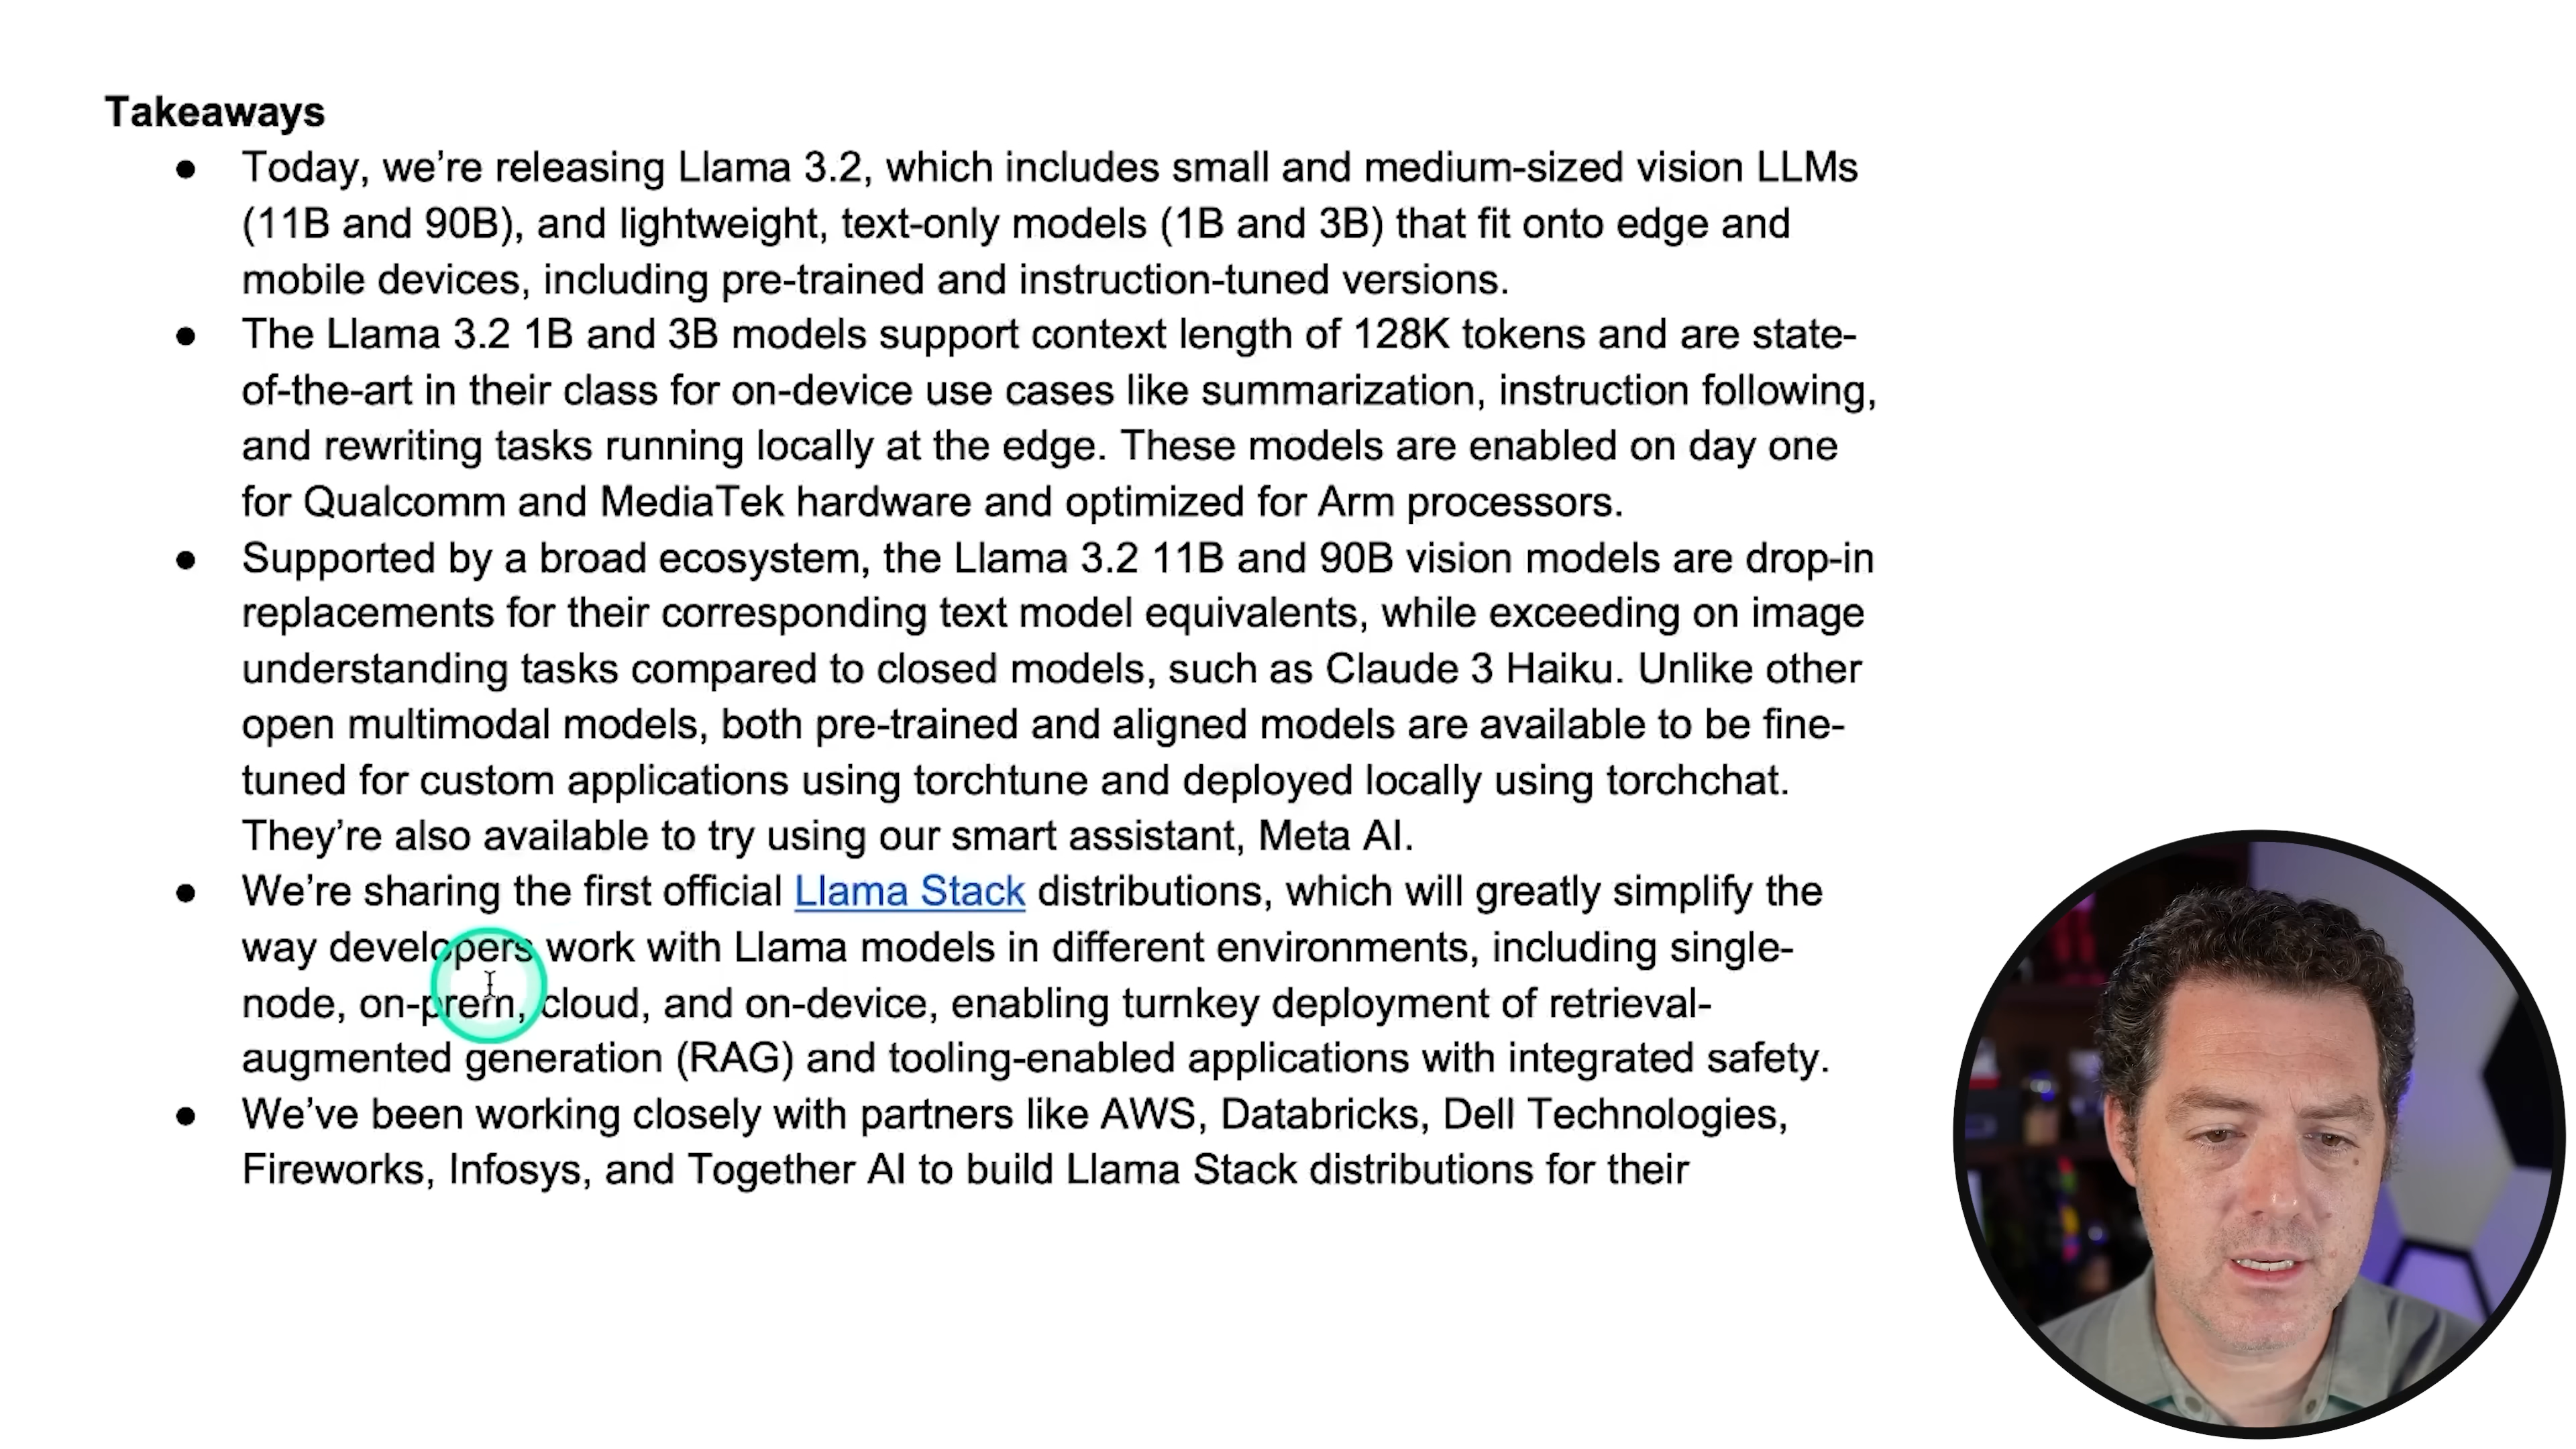 Takeaways
● Today, we’re releasing Llama 3.2, which includes small and medium-sized vision LLMs
(11B and 90B), and lightweight, text-only models (1B and 3B) that fit onto edge and
mobile devices, including pre-trained and instruction-tuned versions.
● The Llama 3.2 1B and 3B models support context length of 128K tokens and are state-
of-the-art in their class for on-device use cases like summarization, instruction following,
and rewriting tasks running locally at the edge. These models are enabled on day one
for Qualcomm and MediaTek hardware and optimized for Arm processors.
● Supported by a broad ecosystem, the Llama 3.2 11B and 90B vision models are drop-in
replacements for their corresponding text model equivalents, while exceeding on image
understanding tasks compared to closed models, such as Claude 3 Haiku. Unlike other
open multimodal models, both pre-trained and aligned models are available to be fine-
tuned for custom applications using torchtune and deployed locally using torchchat.
They’re also available to try using our smart assistant, Meta AI.
● We’re sharing the first official Llama Stack distributions, which will greatly simplify the
way developers work with Llama models in different environments, including single-
node, on-prem, cloud, and on-device, enabling turnkey deployment of retrieval-
augmented generation (RAG) and tooling-enabled applications with integrated safety.
● We’ve been working closely with partners like AWS, Databricks, Dell Technologies,
Fireworks, Infosys, and Together AI to build Llama Stack distributions for their